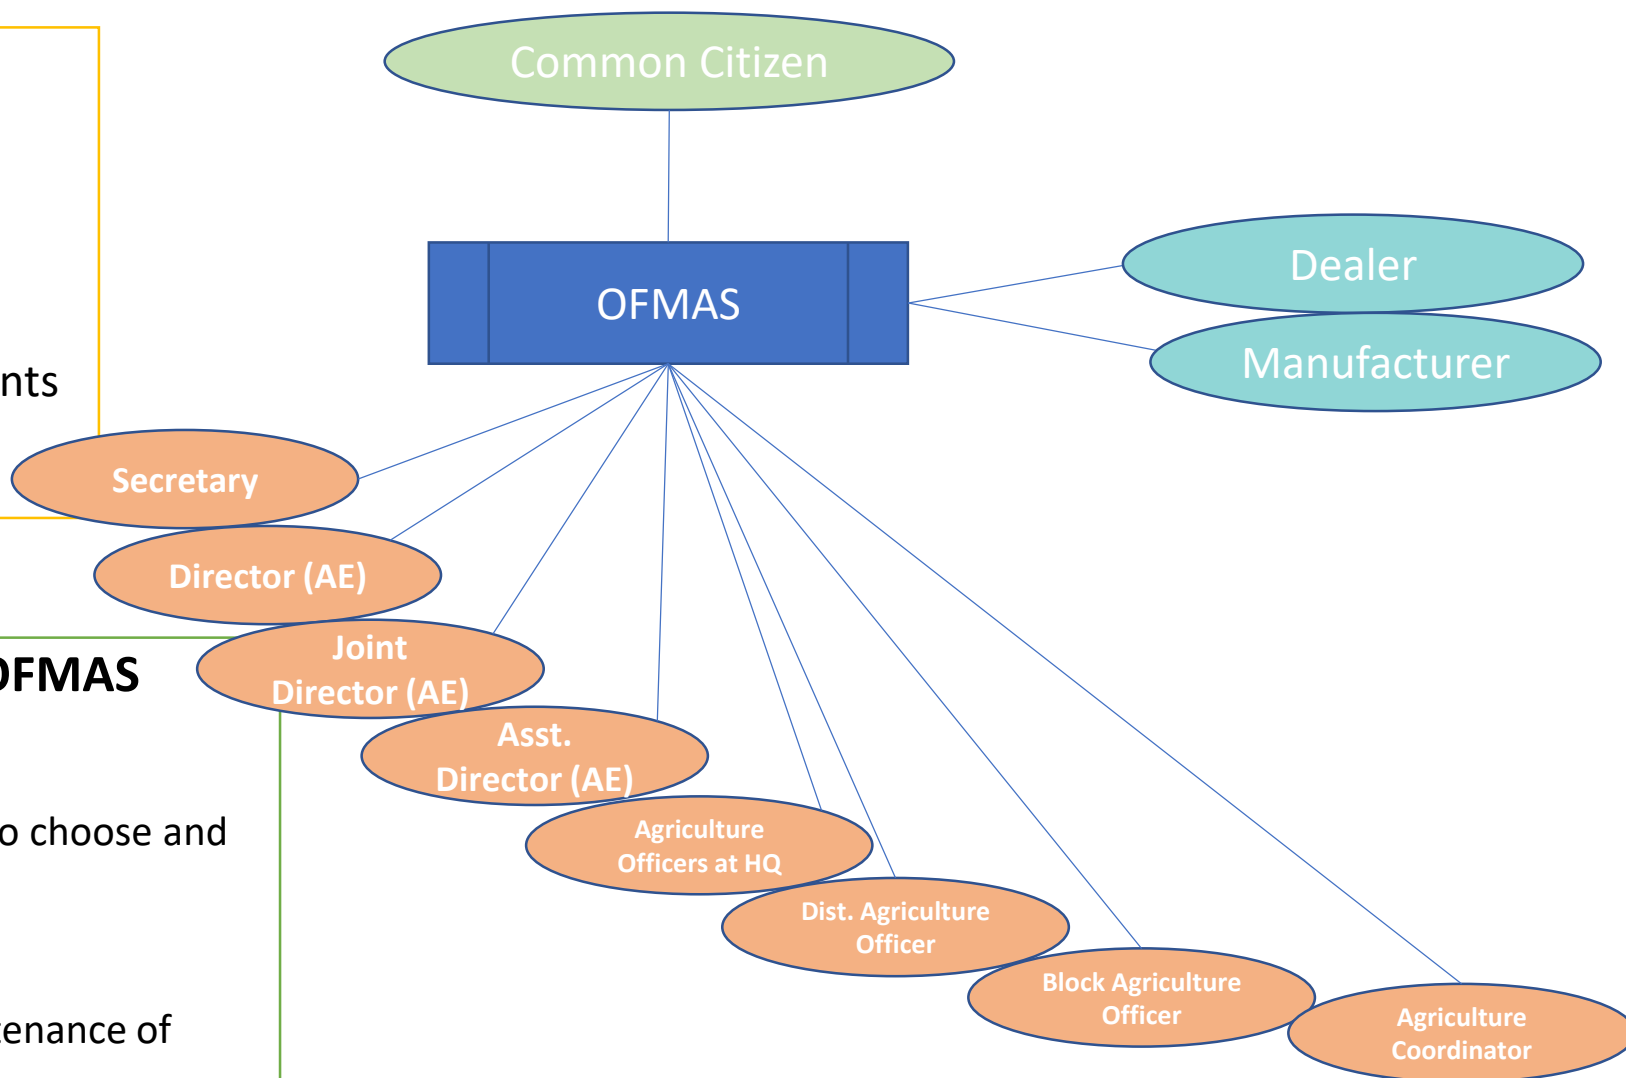 Common Citizen
OFMAS
Dealer
Manufacturer
nts
Secretary
Director (AE)
Joint
Director (AE)
OFMAS
Asst.
Director (AE)
o choose and
Agriculture
Officers at HQ
Dist. Agriculture
Officer
Block Agriculture
Officer
Agriculture
Coordinator
tenance of